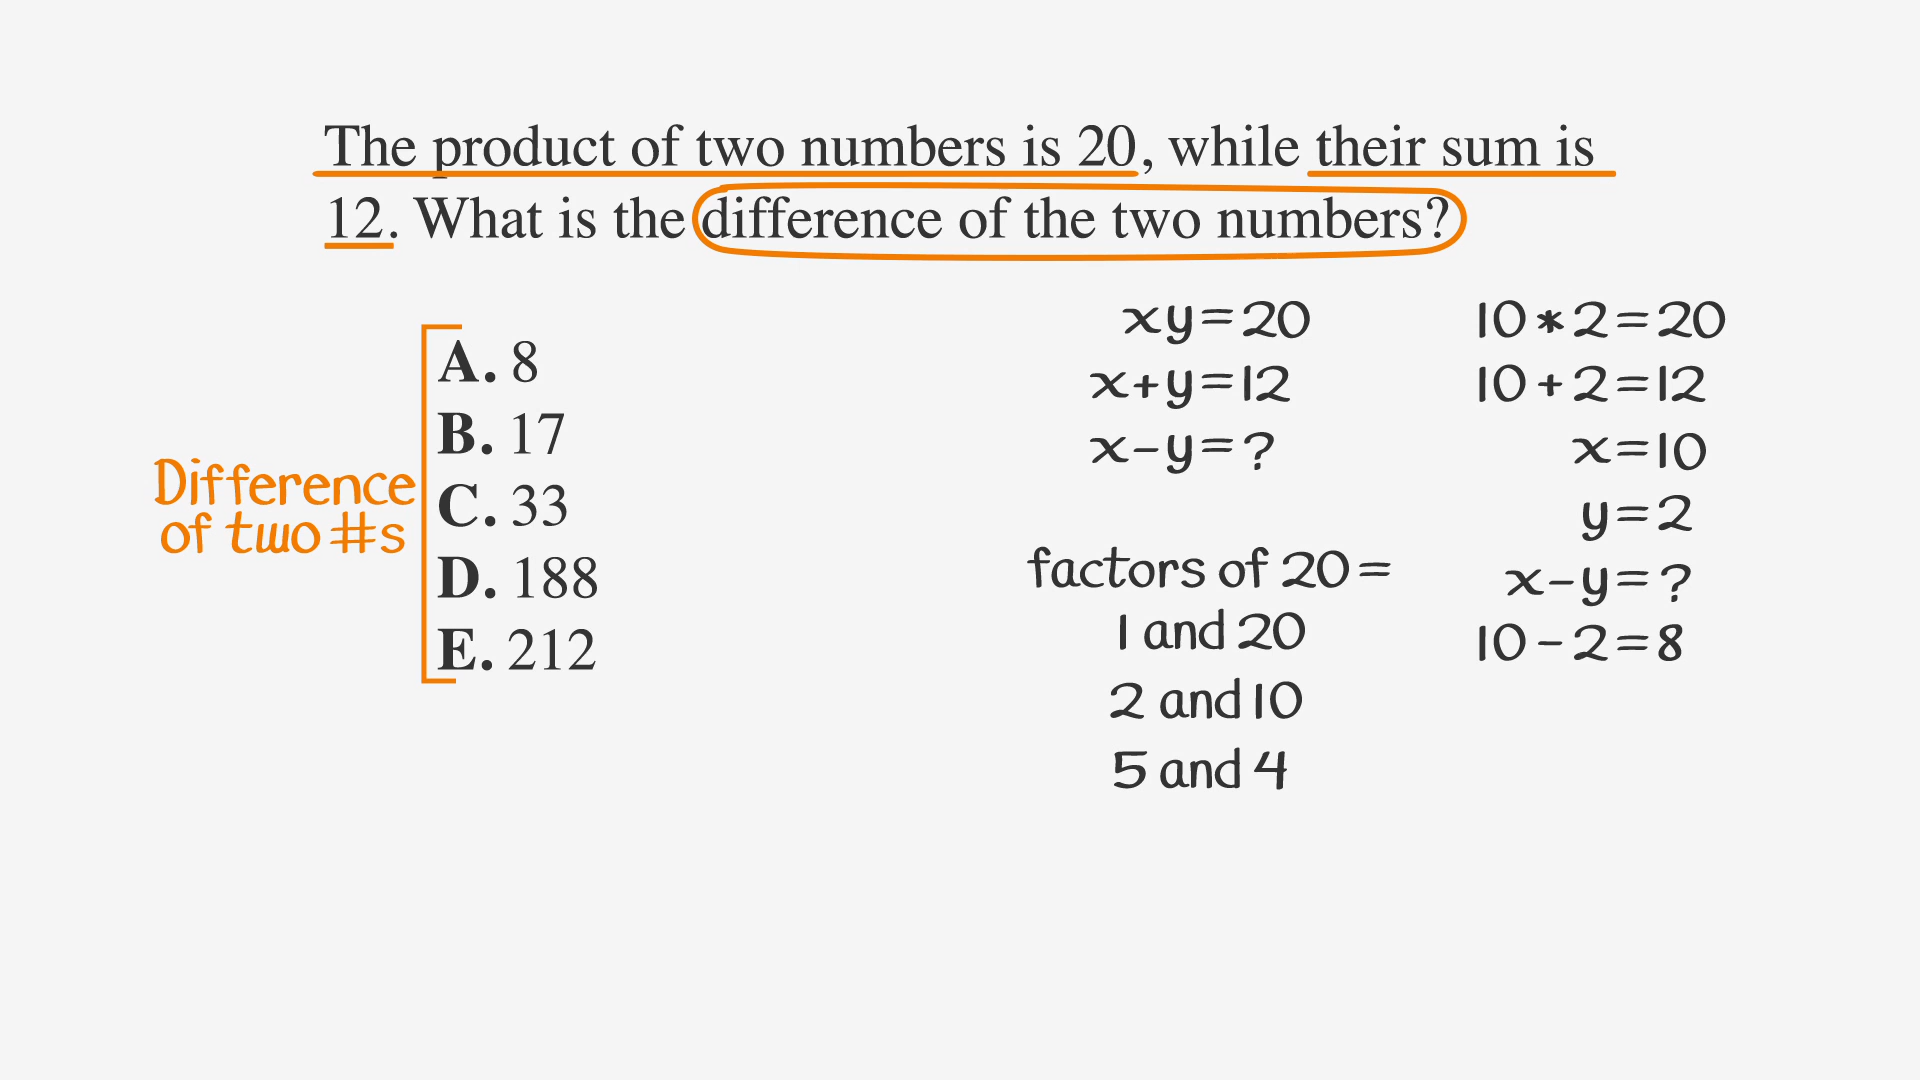 The product of two numbers is 20, while their sum is
12. What is the difference of the two numbers?
Difference
of two #s
A. 8
B. 17
C. 33
D. 188
E. 212
xy=20
x+y=12
x-y=?
factors of 20=
1 and 20
2 and 10
5 and 4
10*2=20
10+2=12
x=10
y=2
x-y=?
10-2=8